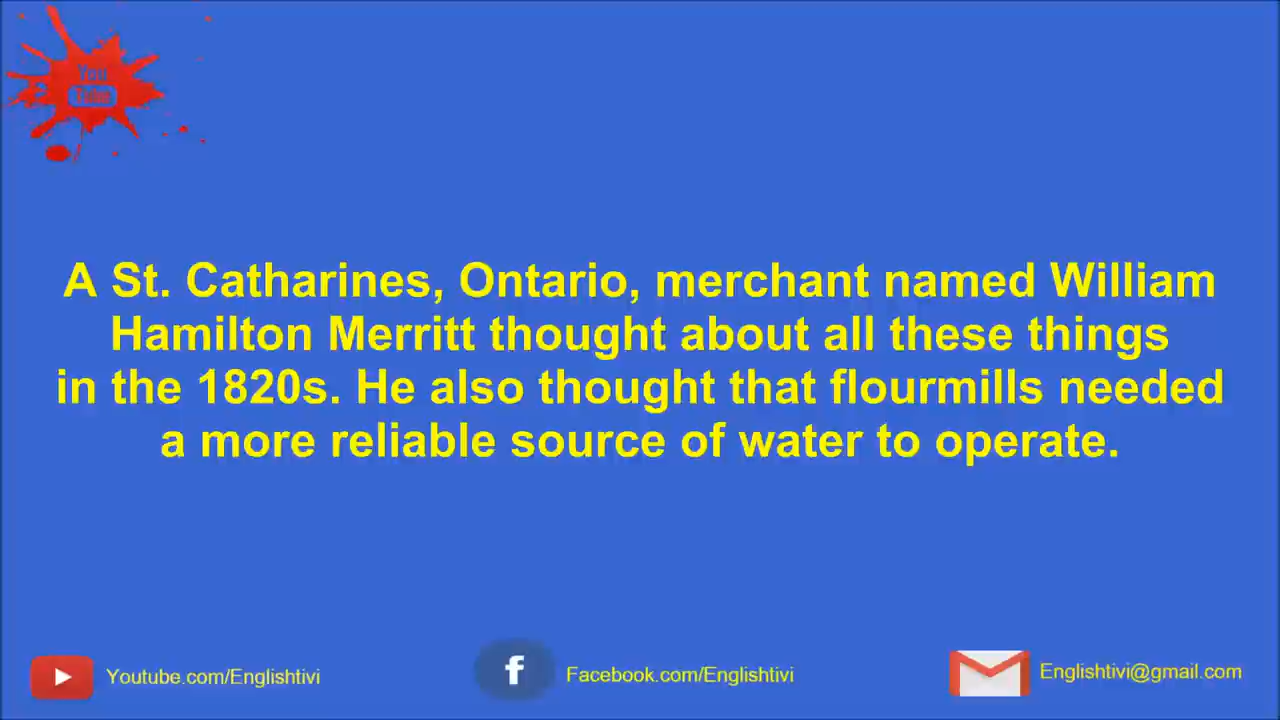 You
Tube
A St. Catharines, Ontario, merchant named William
Hamilton Merritt thought about all these things
in the 1820s. He also thought that flourmills needed
a more reliable source of water to operate.
Youtube.com/Englishtivi
f
Facebook.com/Englishtivi
Englishtivi@gmail.com